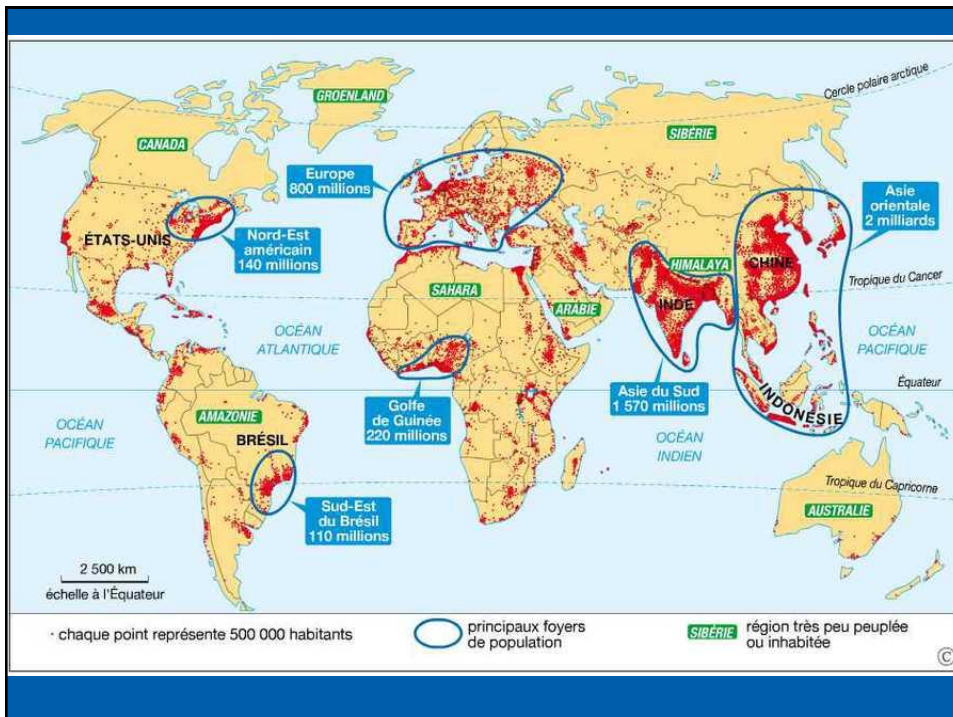 Cercle polaire arctique
GROENLAND
CANADA
SIBÉRIE
Europe
800 millions
Asie
orientale
2 milliards
ÉTATS-UNIS
Nord-Est
américain
140 millions
HIMALAYA
CHINE
Tropique du Cancer
SAHARA
ARABIE
INDE
OCÉAN
ATLANTIQUE
OCÉAN
PACIFIQUE
Golfe
de Guinée
220 millions
Asie du Sud
1 570 millions
Équateur
INDONÉSIE
AMAZONIE
BRÉSIL
OCÉAN
PACIFIQUE
OCÉAN
INDIEN
Tropique du Capricorne
AUSTRALIE
Sud-Est
du Brésil
110 millions
2 500 km
échelle à l'Équateur
· chaque point représente 500 000 habitants
principaux foyers
de population
SIBÉRIE
région très peu peuplée
ou inhabitée
©